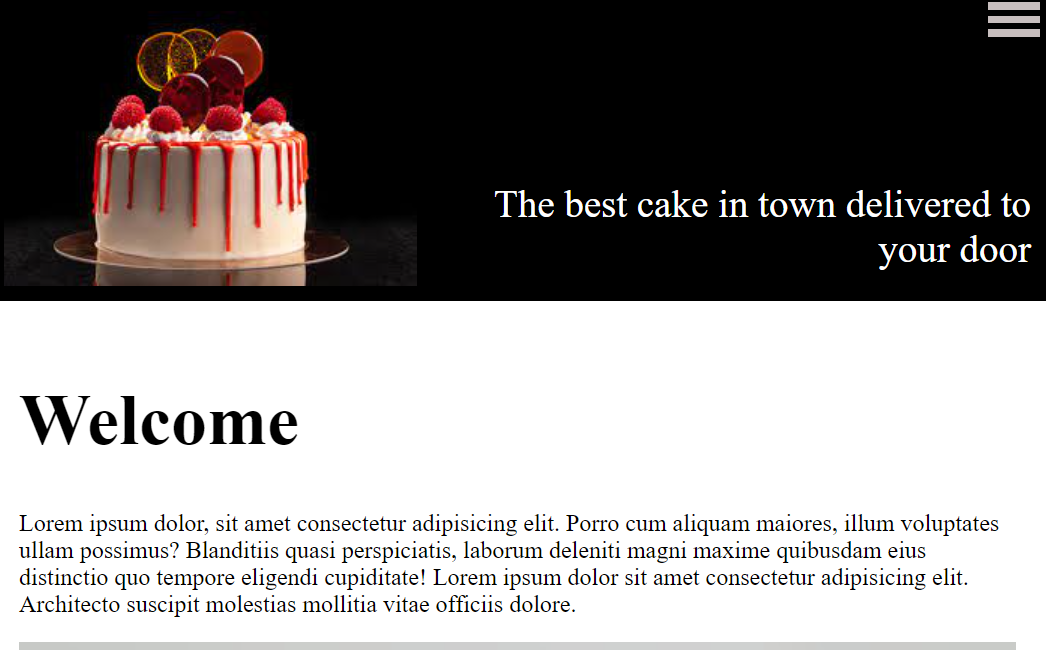 The best cake in town delivered to
your door
Welcome
Lorem ipsum dolor, sit amet consectetur adipisicing elit. Porro cum aliquam maiores, illum voluptates
ullam possimus? Blanditiis quasi perspiciatis, laborum deleniti magni maxime quibusdam eius
distinctio quo tempore eligendi cupiditate! Lorem ipsum dolor sit amet consectetur adipisicing elit.
Architecto suscipit molestias mollitia vitae officiis dolore.